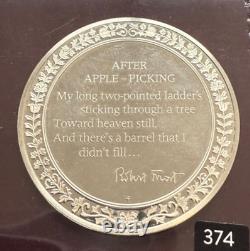 AFTER
APPLE-PICKING
My long two-pointed ladder's
sticking through a tree
Toward heaven still,
And there's a barrel that I
didn't fill...
Robert Frost
374
ebay